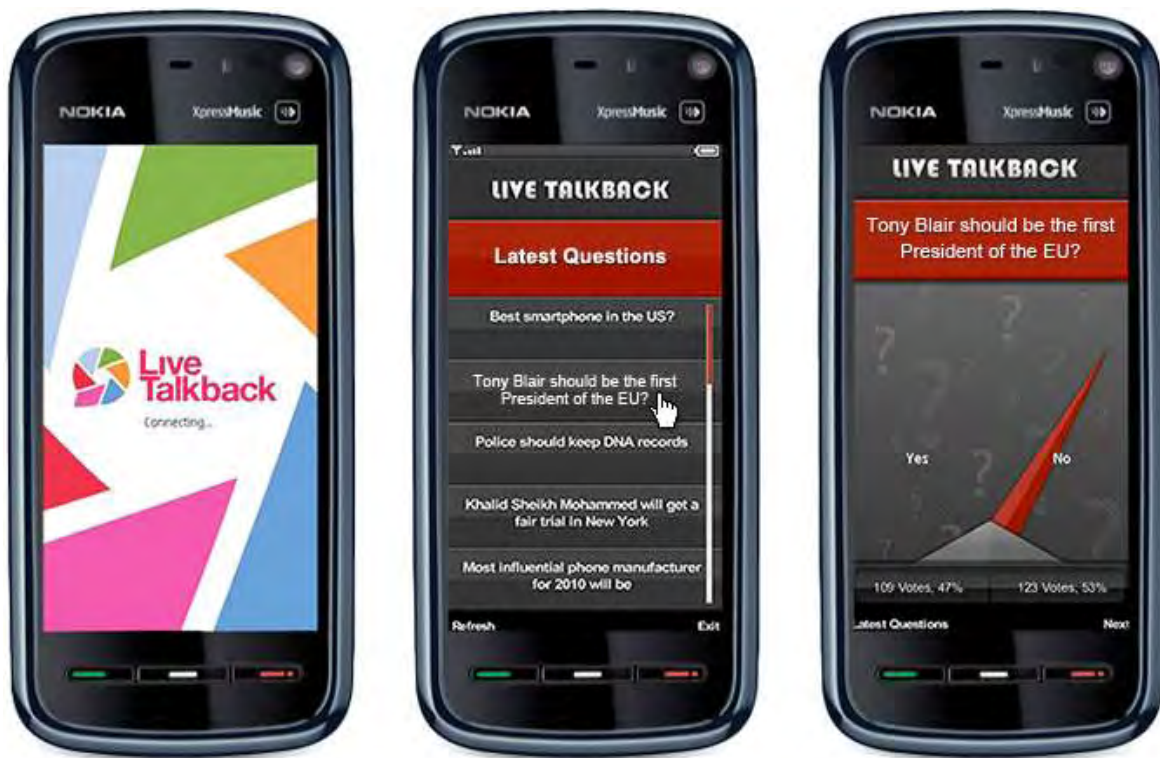 NOKIA XpressMusic
Live
Talkback
Connecting...
NOKIA XpressMusic
LIVE TALKBACK
Latest Questions
Best smartphone in the US?
Tony Blair should be the first
President of the EU?
Police should keep DNA records
Khalid Sheikh Mohammed will get a
fair trial in New York
Most influential phone manufacturer
for 2010 will be
Refresh Exit
NOKIA XpressMusic
LIVE TALKBACK
Tony Blair should be the first
President of the EU?
Yes No
109 Votes, 47% 123 Votes, 53%
atest Questions Next